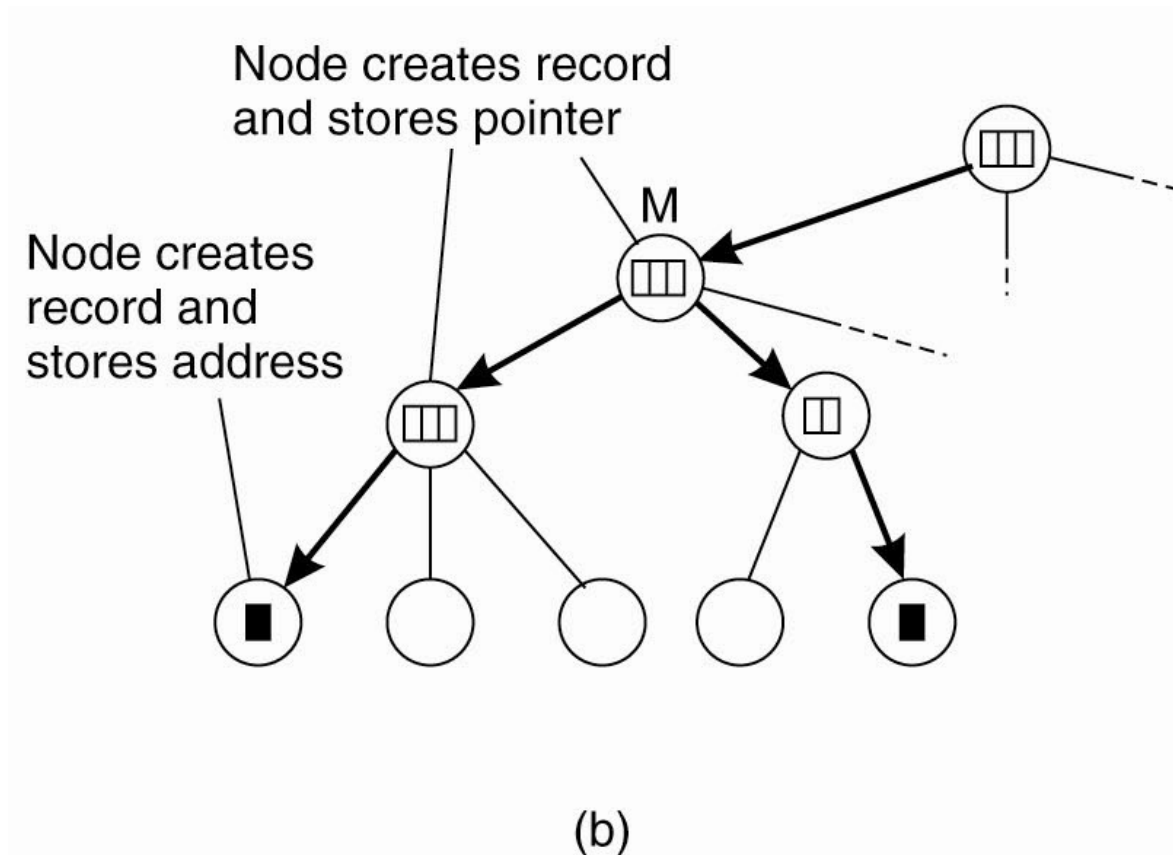 Node creates record
and stores pointer
M
Node creates
record and
stores address
(b)